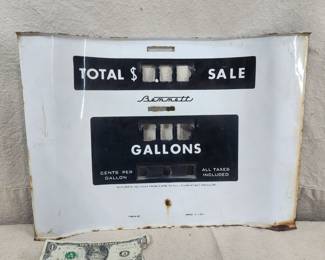 TOTAL $ SALE
Bennett
GALLONS
CENTS PER GALLON
ALL TAXES INCLUDED